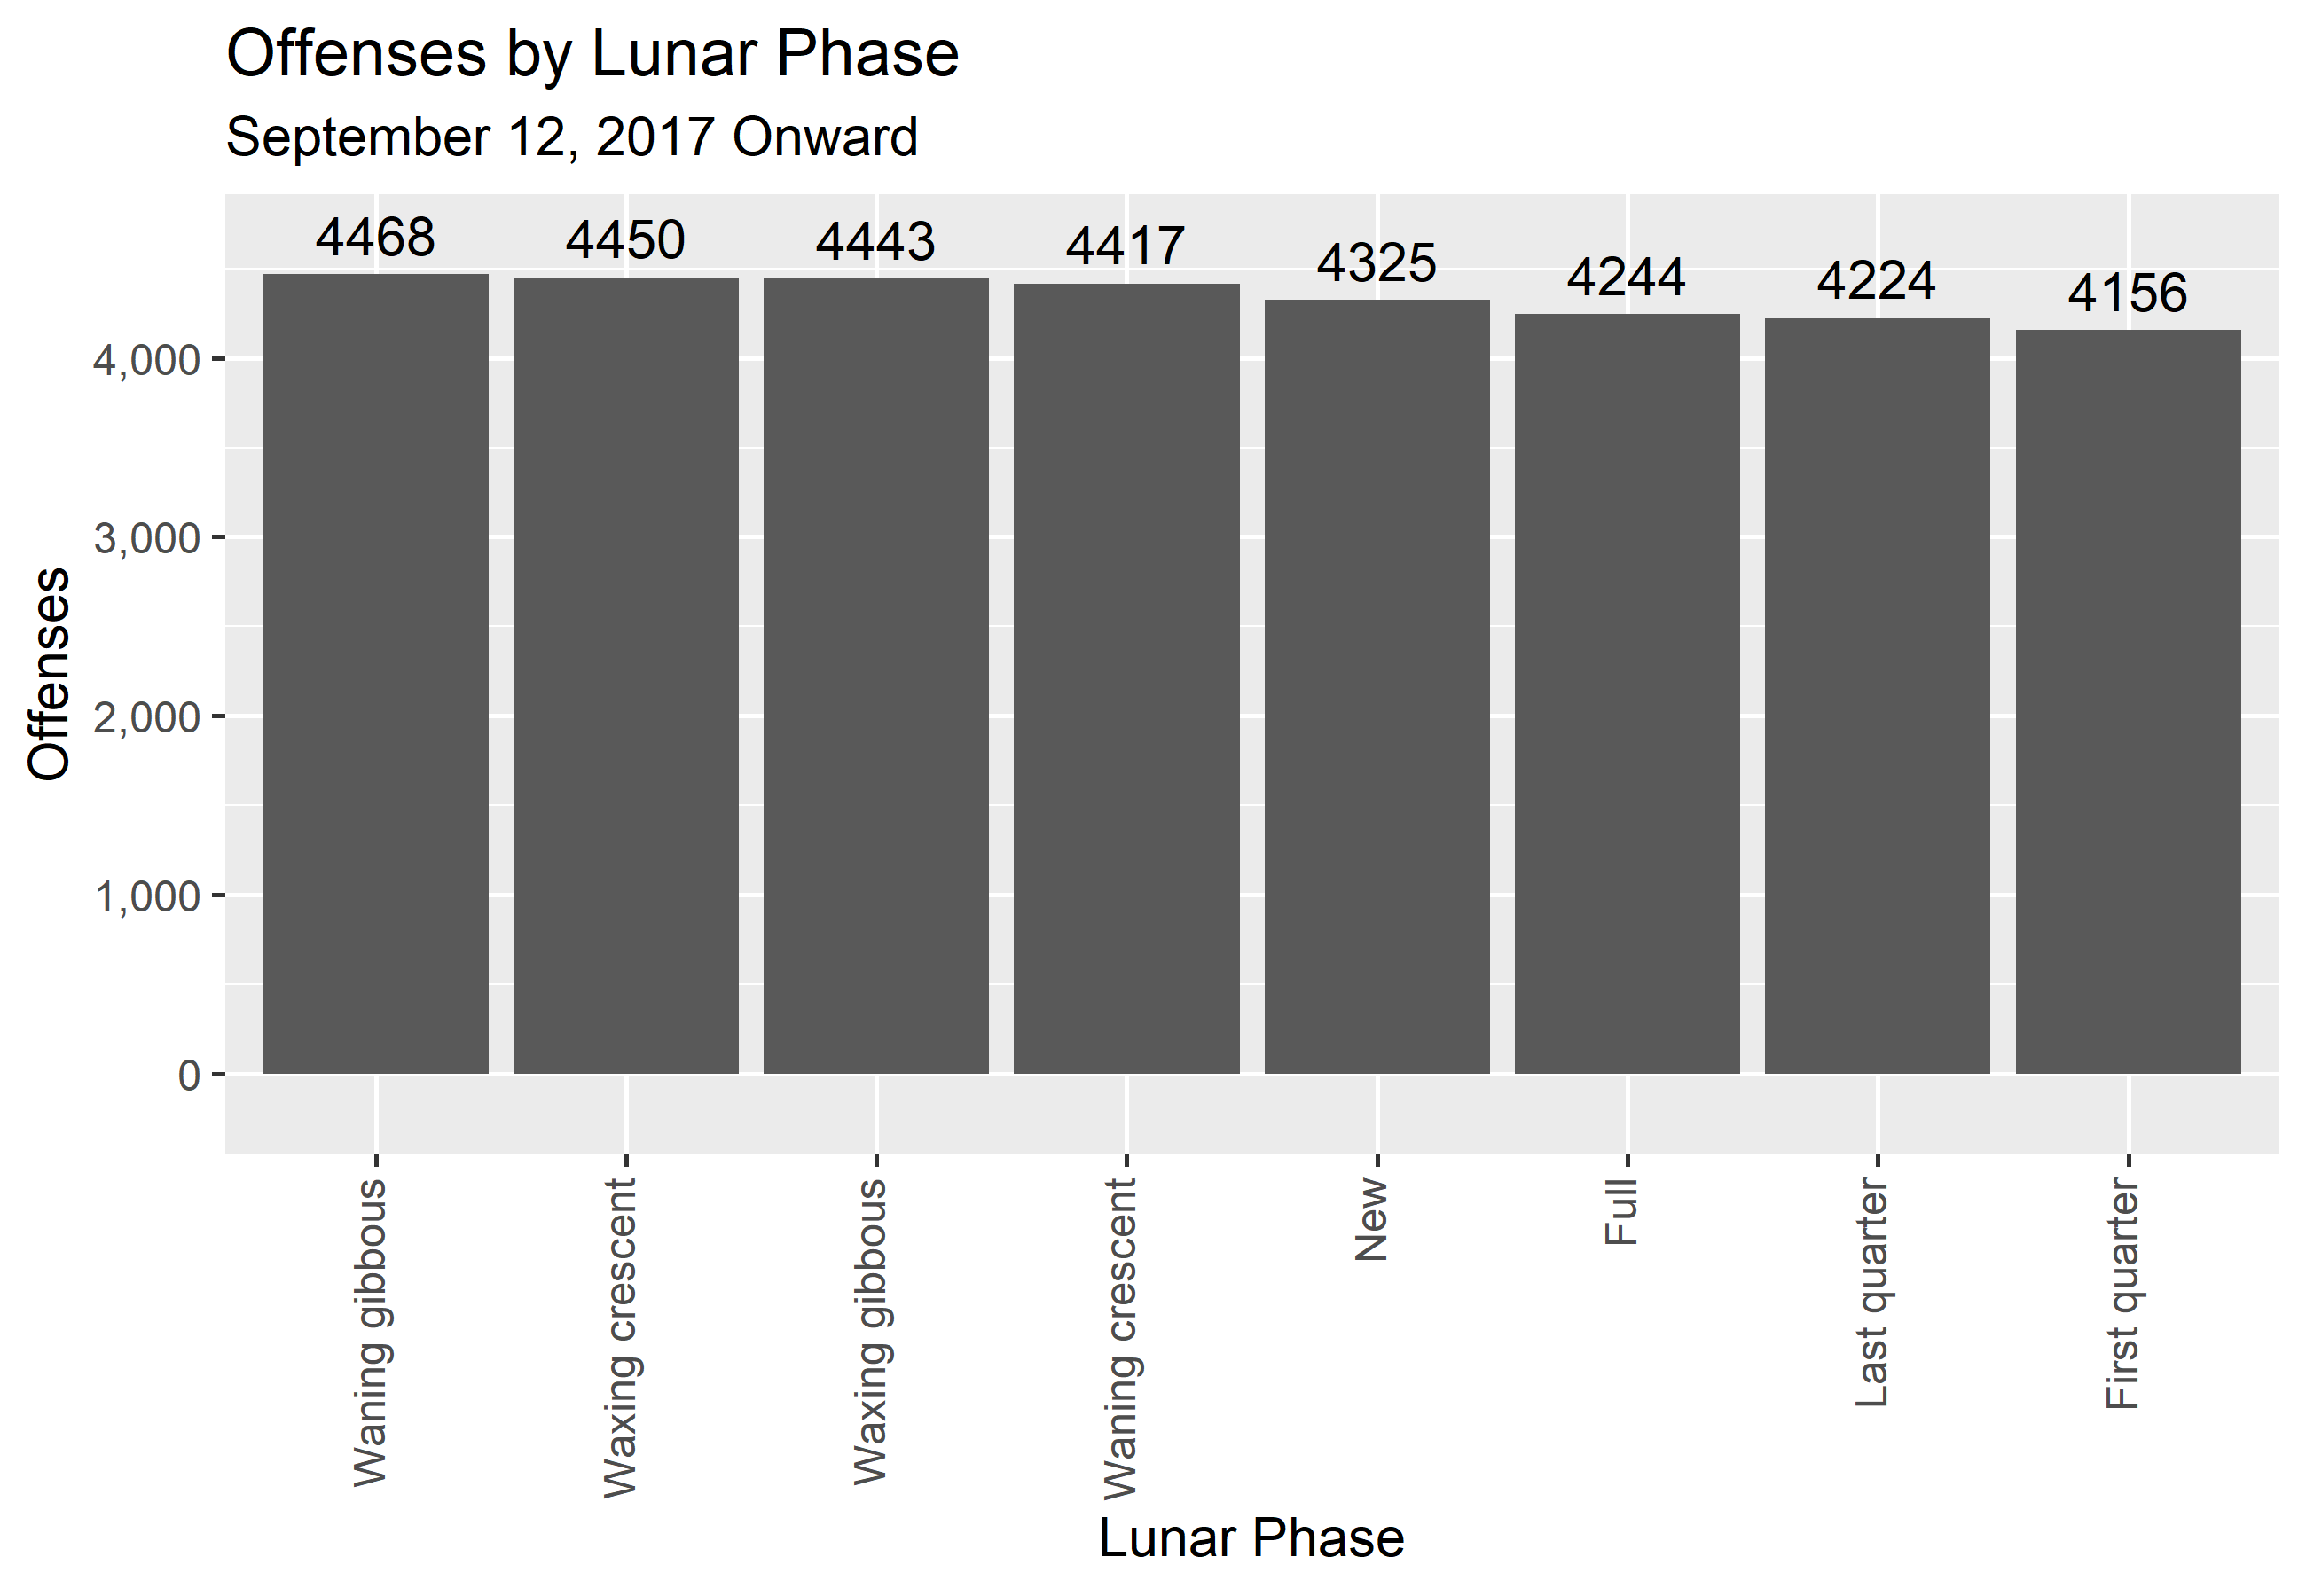 Offenses by Lunar Phase
September 12, 2017 Onward
4468 4450 4443 4417 4325 4244 4224 4156
4,000
3,000
2,000
1,000
0
Offenses
Waning gibbous
Waxing crescent
Waxing gibbous
Waning crescent
New
Full
Last quarter
First quarter
Lunar Phase